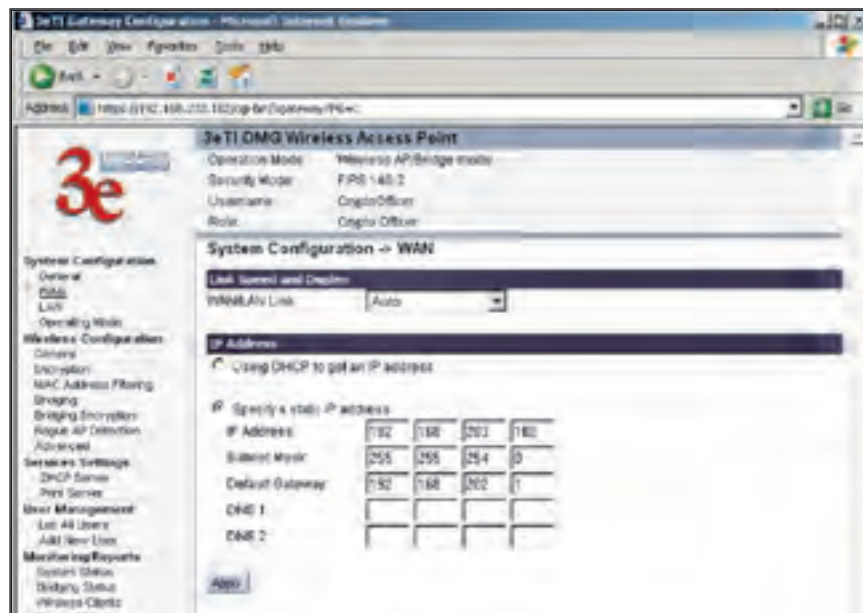 3eTI Gateway Configuration - Microsoft Internet Explorer
File Edit View Favorites Tools Help
Back
Address
Go
3e
3eTI DMG Wireless Access Point
Operation Mode: Wireless AP/Bridge mode
Security Mode: FIPS 140-2
Username: CryptoOfficer
Role: Crypto Officer
System Configuration -> WAN
Link Speed and Duplex
WAN/LAN Link Auto
IP Address
Using DHCP to get an IP address
Specify a static IP address
IP Address: 192 168 203
Subnet Mask: 255 255 254 0
Default Gateway: 192 168 202 1
DNS 1:
DNS 2:
Apply
System Configuration
General
WAN
LAN
Operating Mode
Wireless Configuration
General
Encryption
MAC Address Filtering
Bridging
Bridging Encryption
Rogue AP Detection
Advanced
Services Settings
DHCP Server
Print Server
User Management
List All Users
Add New User
Monitoring/Reports
System Status
Bridging Status
Wireless Clients